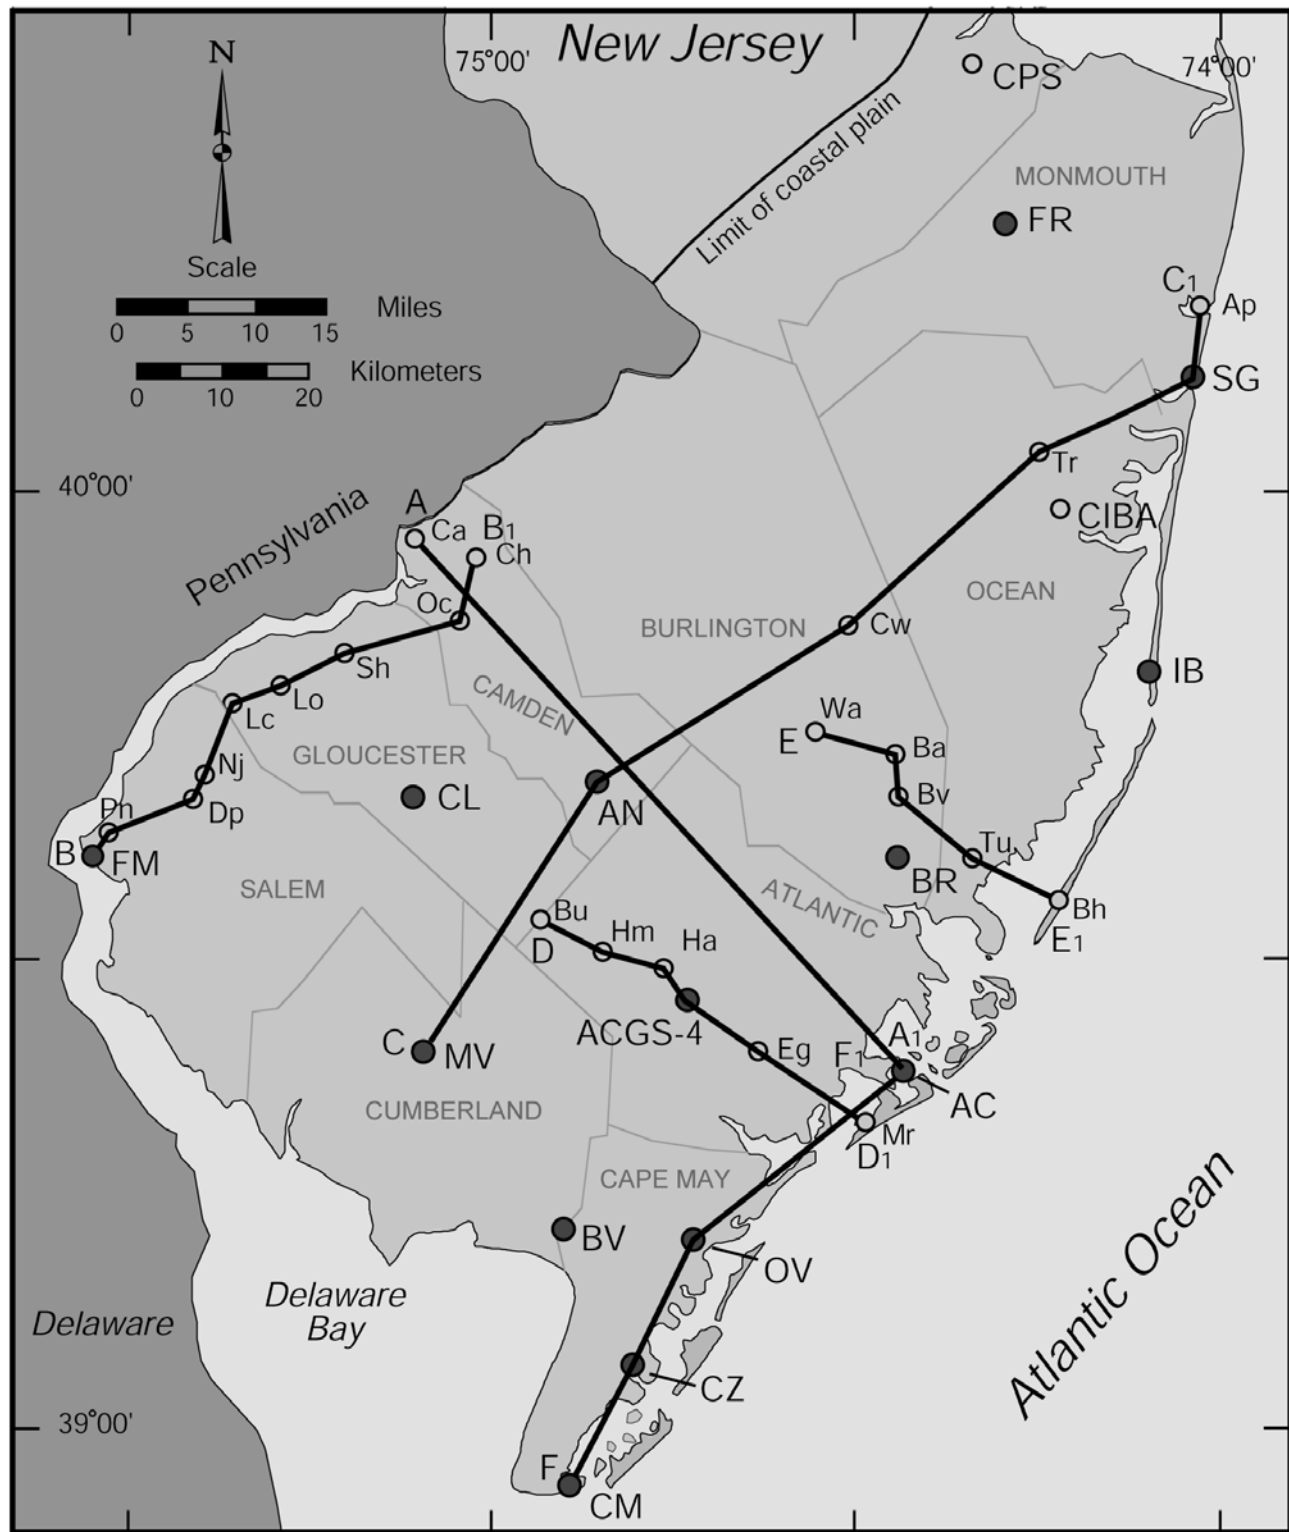 New Jersey
75°00'
74°00'
N
CPS
Limit of coastal plain
MONMOUTH
FR
Scale
Miles
0 5 10 15
Kilometers
0 10 20
C1
Ap
SG
Tr
40°00'
Pennsylvania
A
Ca
B1
Ch
CIBA
Oc
OCEAN
BURLINGTON
Cw
Sh
IB
Lo
CAMDEN
Lc
Wa
E
GLOUCESTER
Ba
Nj
CL
AN
Bv
Dp
Pn
B
FM
Tu
BR
SALEM
ATLANTIC
Bh
E1
Bu
D
Hm
Ha
ACGS-4
C
MV
Eg
F1
A1
AC
CUMBERLAND
Mr
D1
CAPE MAY
BV
OV
Delaware
Bay
Delaware
Atlantic Ocean
CZ
39°00'
F
CM